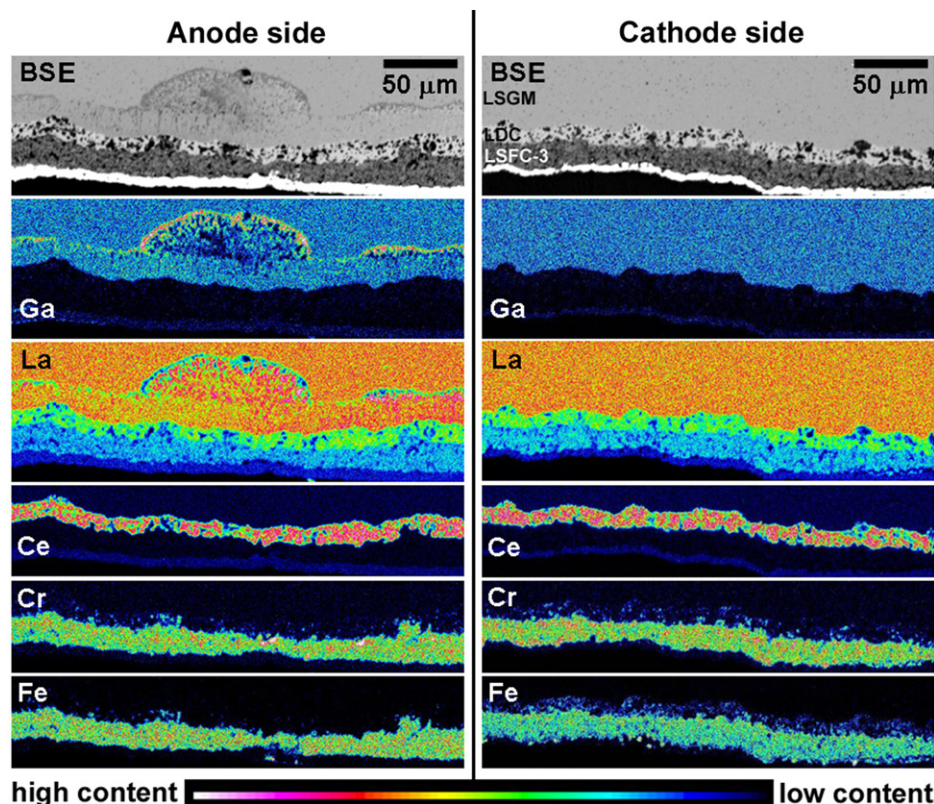 Anode side
BSE
50 μm
Ga
La
Ce
Cr
Fe
Cathode side
BSE
50 μm
LSGM
LDC
LSFC-3
Ga
La
Ce
Cr
Fe
high content
low content